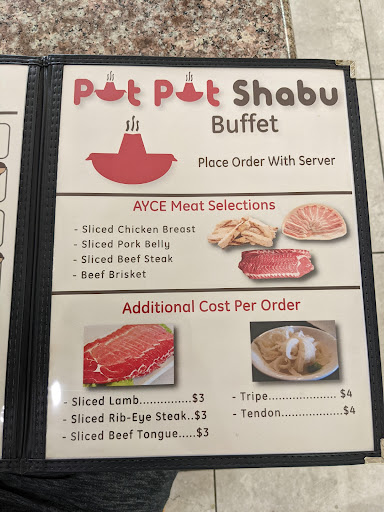 Pot Pot Shabu
Buffet
Place Order With Server
AYCE Meat Selections
- Sliced Chicken Breast
- Sliced Pork Belly
- Sliced Beef Steak
- Beef Brisket
Additional Cost Per Order
- Sliced Lamb...............$3
- Sliced Rib-Eye Steak..$3
- Sliced Beef Tongue.....$3
- Tripe..................... $4
- Tendon..................$4